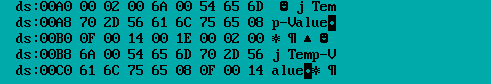 ds:00A0 00 02 00 6A 00 54 65 6D  ☻ j Tem
ds:00A8 70 2D 56 61 6C 75 65 08 p-Value◘
ds:00B0 0F 00 14 00 1E 00 02 00 ☼ ¶ ▲ ☻
ds:00B8 6A 00 54 65 6D 70 2D 56 j Temp-V
ds:00C0 61 6C 75 65 08 0F 00 14 alue◘☼ ¶